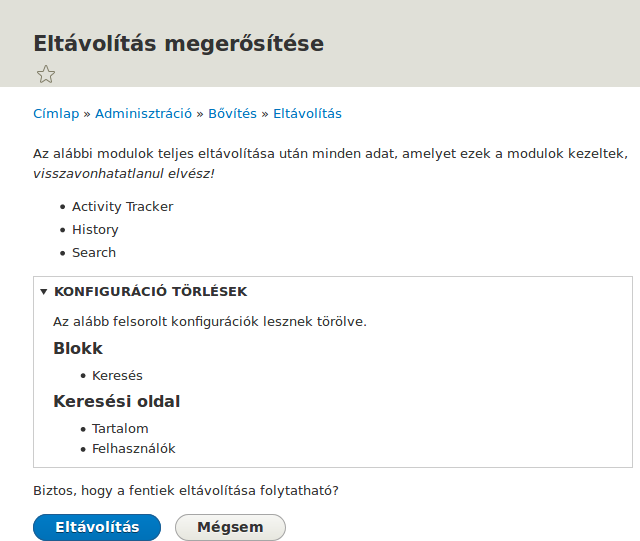 Eltávolítás megerősítése
Címlap » Adminisztráció » Bővítés » Eltávolítás
Az alábbi modulok teljes eltávolítása után minden adat, amelyet ezek a modulok kezeltek,
visszavonhatatlanul elvész!
• Activity Tracker
• History
• Search
▼ KONFIGURÁCIÓ TÖRLÉSEK
Az alább felsorolt konfigurációk lesznek törölve.
Blokk
• Keresés
Keresési oldal
• Tartalom
• Felhasználók
Biztos, hogy a fentiek eltávolítása folytatható?
Eltávolítás Mégsem